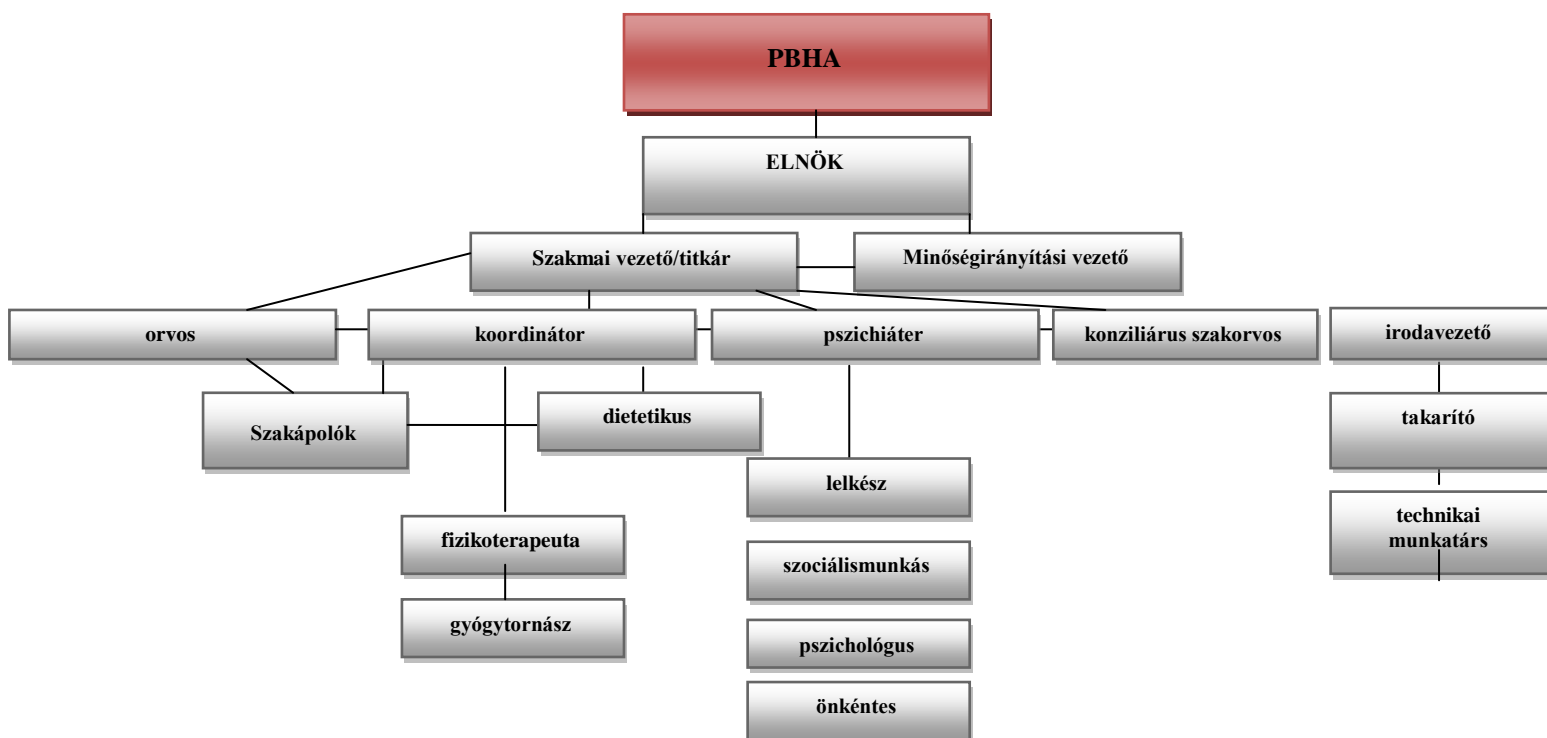 PBHA
ELNÖK
Szakmai vezető/titkár
Minőségirányítási vezető
orvos
koordinátor
pszichiáter
konziliárus szakorvos
irodavezető
Szakápolók
dietetikus
takarító
lelkész
fizikoterapeuta
technikai
munkatárs
szociálismunkás
gyógytornász
pszichológus
önkéntes